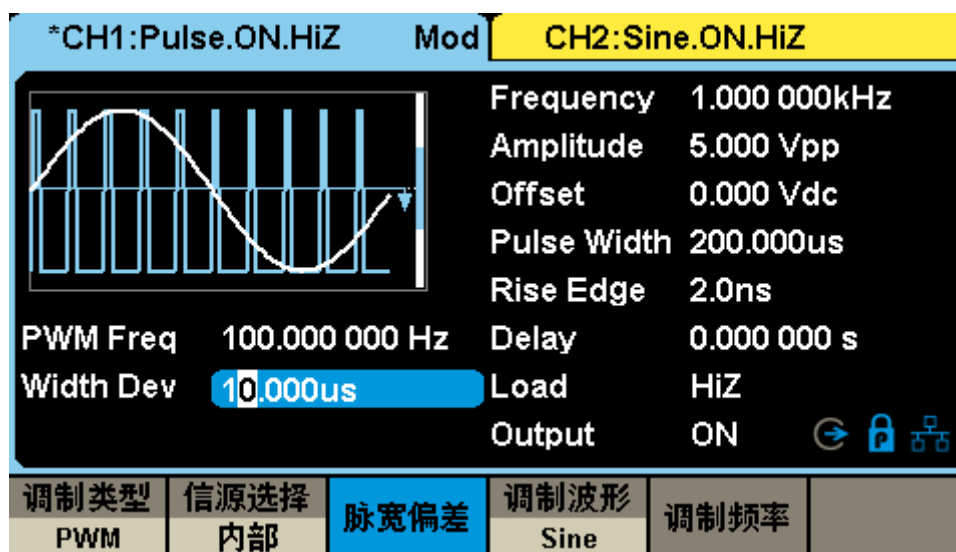 *CH1:Pulse.ON.HiZ Mod
CH2:Sine.ON.HiZ
Frequency 1.000 000kHz
Amplitude 5.000 Vpp
Offset 0.000 Vdc
Pulse Width 200.000us
Rise Edge 2.0ns
PWM Freq 100.000 000 Hz
Delay 0.000 000 s
Width Dev 10.000us
Load HiZ
Output ON
调制类型
PWM
信源选择
内部
脉宽偏差
调制波形
Sine
调制频率